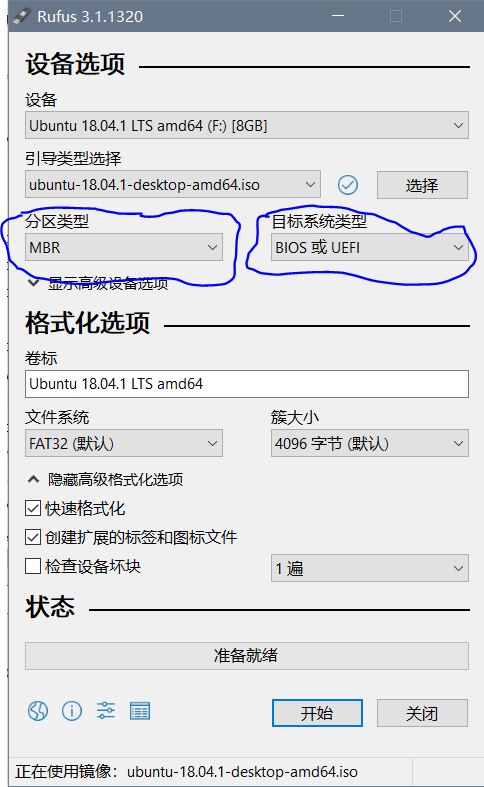 Rufus 3.1.1320
设备选项
设备
Ubuntu 18.04.1 LTS amd64 (F:) [8GB]
引导类型选择
ubuntu-18.04.1-desktop-amd64.iso 选择
分区类型 目标系统类型
MBR BIOS 或 UEFI
显示高级设备选项
格式化选项
卷标
Ubuntu 18.04.1 LTS amd64
文件系统 簇大小
FAT32 (默认) 4096 字节 (默认)
隐藏高级格式化选项
快速格式化
创建扩展的标签和图标文件
检查设备坏块 1 遍
状态
准备就绪
开始 关闭
正在使用镜像：ubuntu-18.04.1-desktop-amd64.iso